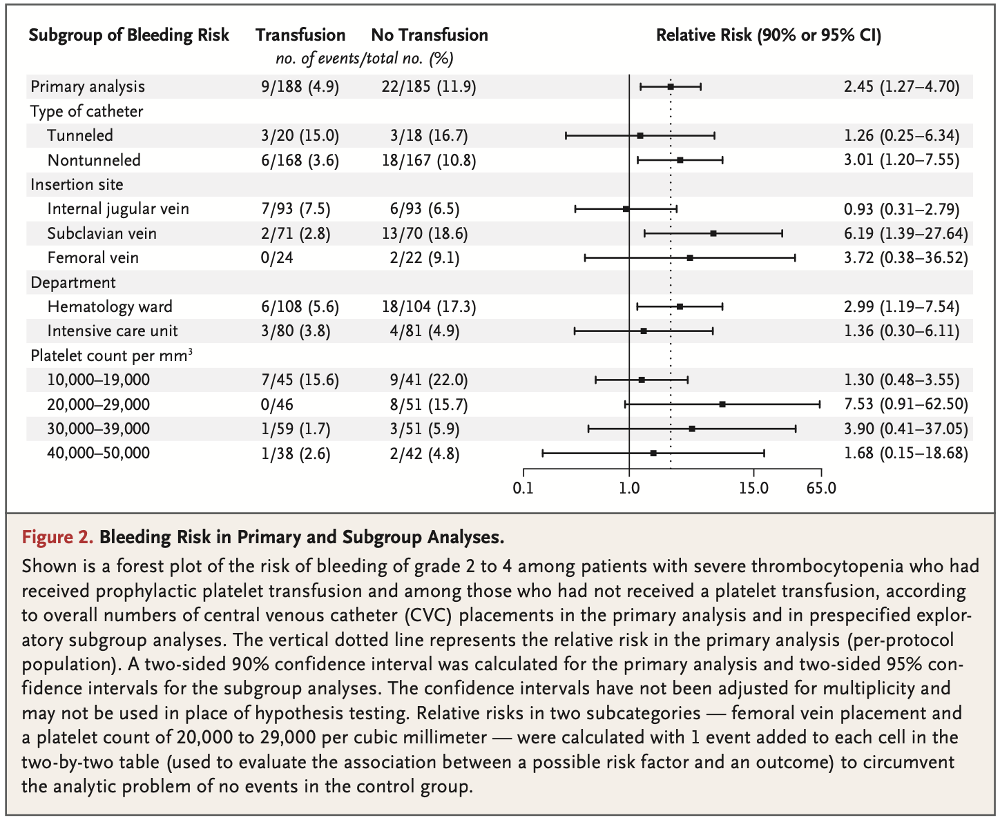 Subgroup of Bleeding Risk Transfusion No Transfusion Relative Risk (90% or 95% CI)
no. of events/total no. (%)
Primary analysis 9/188 (4.9) 22/185 (11.9) 2.45 (1.27–4.70)
Type of catheter
Tunneled 3/20 (15.0) 3/18 (16.7) 1.26 (0.25–6.34)
Nontunneled 6/168 (3.6) 18/167 (10.8) 3.01 (1.20–7.55)
Insertion site
Internal jugular vein 7/93 (7.5) 6/93 (6.5) 0.93 (0.31–2.79)
Subclavian vein 2/71 (2.8) 13/70 (18.6) 6.19 (1.39–27.64)
Femoral vein 0/24 2/22 (9.1) 3.72 (0.38–36.52)
Department
Hematology ward 6/108 (5.6) 18/104 (17.3) 2.99 (1.19–7.54)
Intensive care unit 3/80 (3.8) 4/81 (4.9) 1.36 (0.30–6.11)
Platelet count per mm³
10,000–19,000 7/45 (15.6) 9/41 (22.0) 1.30 (0.48–3.55)
20,000–29,000 0/46 8/51 (15.7) 7.53 (0.91–62.50)
30,000–39,000 1/59 (1.7) 3/51 (5.9) 3.90 (0.41–37.05)
40,000–50,000 1/38 (2.6) 2/42 (4.8) 1.68 (0.15–18.68)
0.1 1.0 15.0 65.0
Figure 2. Bleeding Risk in Primary and Subgroup Analyses.
Shown is a forest plot of the risk of bleeding of grade 2 to 4 among patients with severe thrombocytopenia who had
received prophylactic platelet transfusion and among those who had not received a platelet transfusion, according
to overall numbers of central venous catheter (CVC) placements in the primary analysis and in prespecified explor-
atory subgroup analyses. The vertical dotted line represents the relative risk in the primary analysis (per-protocol
population). A two-sided 90% confidence interval was calculated for the primary analysis and two-sided 95% con-
fidence intervals for the subgroup analyses. The confidence intervals have not been adjusted for multiplicity and
may not be used in place of hypothesis testing. Relative risks in two subcategories — femoral vein placement and
a platelet count of 20,000 to 29,000 per cubic millimeter — were calculated with 1 event added to each cell in the
two-by-two table (used to evaluate the association between a possible risk factor and an outcome) to circumvent
the analytic problem of no events in the control group.